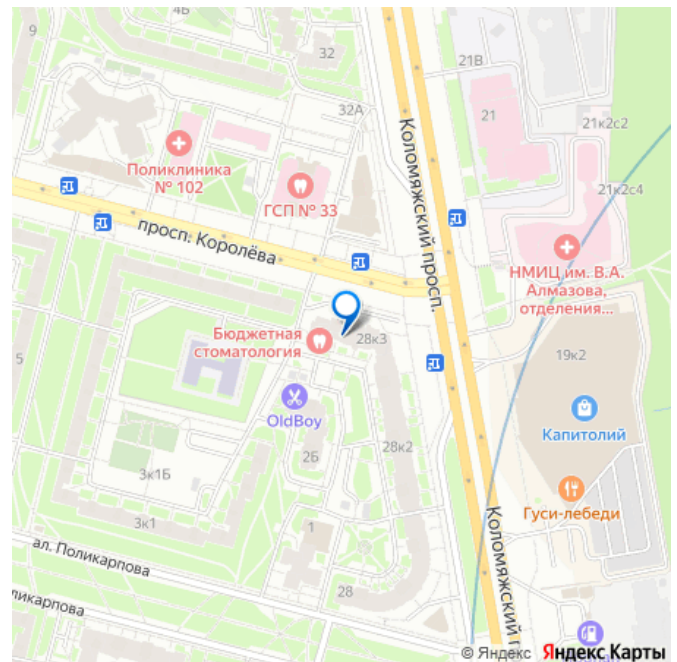 9
32
32А
21В
21
21к2с2
21к2с4
Поликлиника
№ 102
ГСП № 33
Коломяжский просп.
просп. Королёва
НМИЦ им. В.А.
Алмазова,
отделения...
Бюджетная
стоматология
28к3
19к2
OldBoy
Капитолий
28к2
2Б
3к1Б
3к1
Гуси-лебеди
1
ал. Поликарпова
28
Коломяжский п
ликарпова
© Яндекс Яндекс Карты